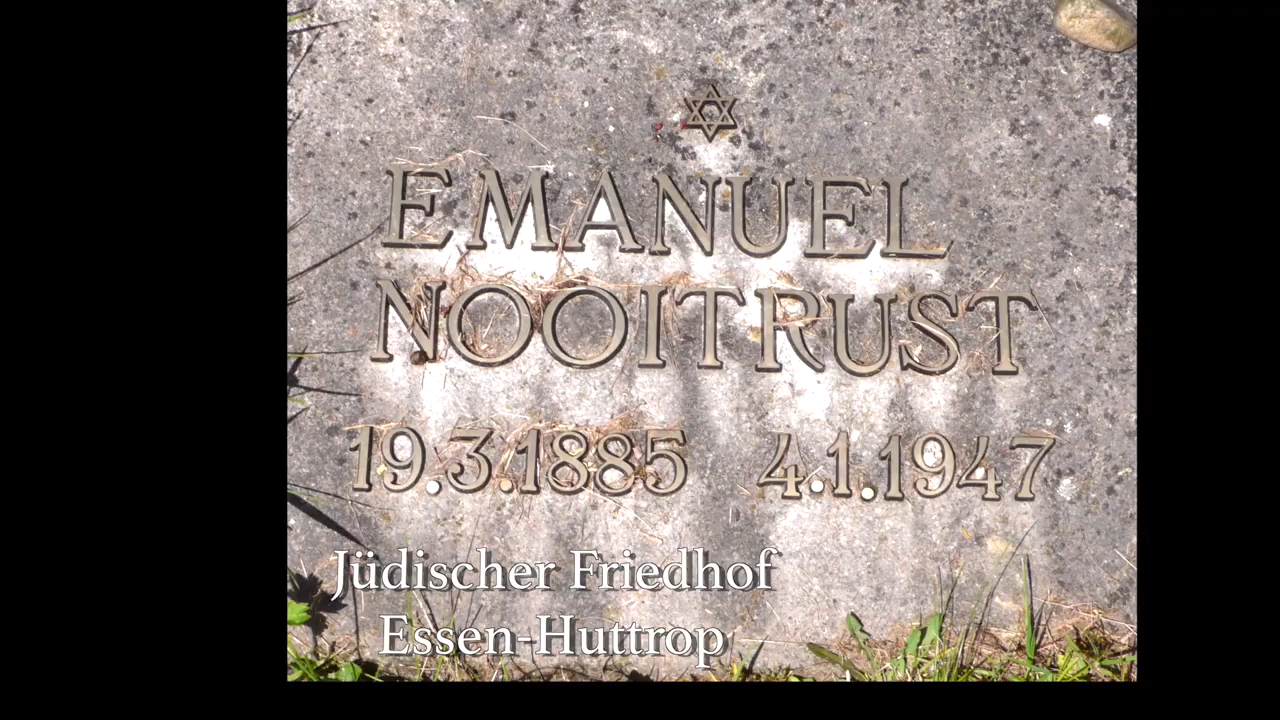 EMANUEL
NOOITRUST
19.3.1885 4.1.1947
Jüdischer Friedhof
Essen-Huttrop